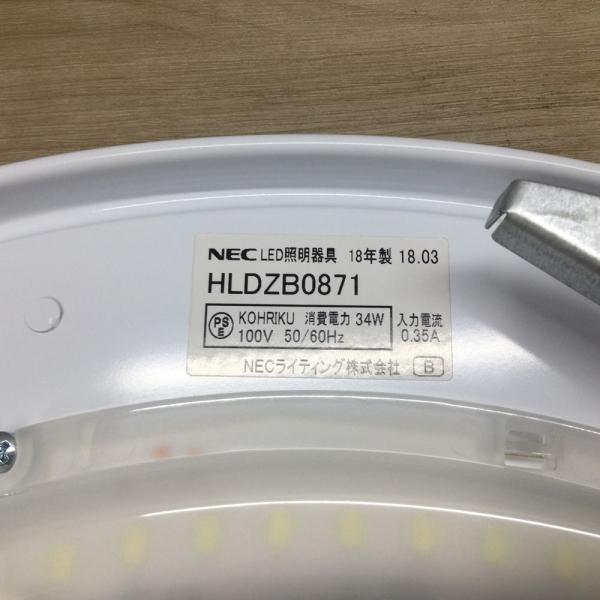 NEC LED照明器具 18年製 18.03
HLDZB0871
PS E KOHRIKU 消費電力 34W 入力電流
100V 50/60Hz 0.35A
NECライティング株式会社 B